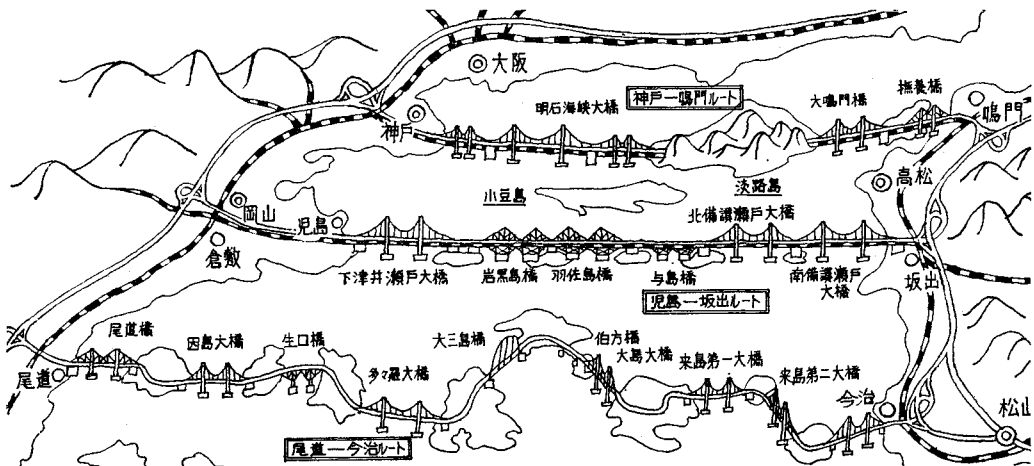 大阪
神戸―鳴門ルート
明石海峡大橋
大鳴門橋
撫養橋
鳴門
神戸
小豆島
淡路島
高松
岡山
児島
倉敷
北備讃瀬戸大橋
下津井瀬戸大橋
岩黒島橋
羽佐島橋
与島橋
南備讃瀬戸
大橋
坂出
児島―坂出ルート
尾道橋
因島大橋
生口橋
大三島橋
伯方橋
大島大橋
来島第一大橋
来島第二大橋
多々羅大橋
尾道
今治
松山
尾道―今治ルート